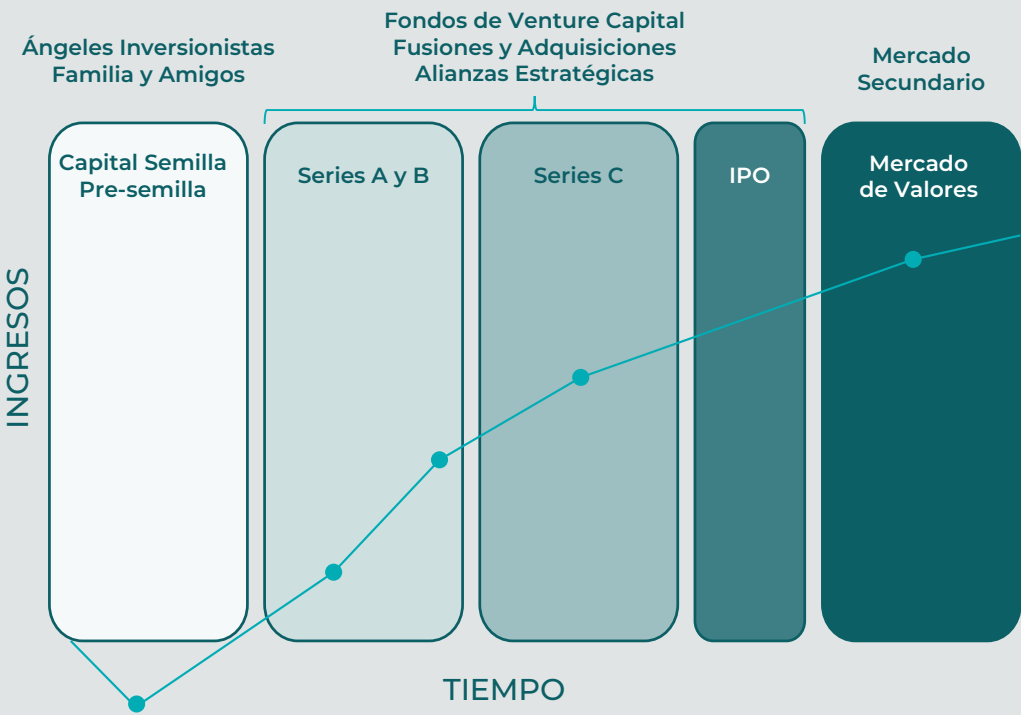 Ángeles Inversionistas
Familia y Amigos
Fondos de Venture Capital
Fusiones y Adquisiciones
Alianzas Estratégicas
Mercado
Secundario
Capital Semilla
Pre-semilla
Series A y B
Series C
IPO
Mercado
de Valores
INGRESOS
TIEMPO